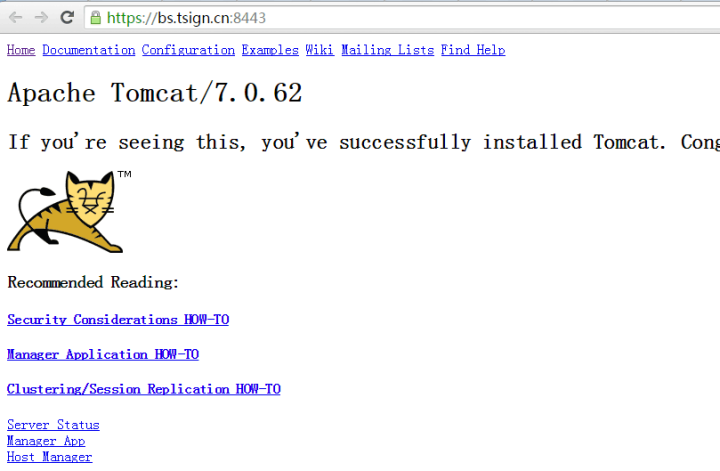 https://bs.tsign.cn:8443
Home Documentation Configuration Examples Wiki Mailing Lists Find Help
Apache Tomcat/7.0.62
If you're seeing this, you've successfully installed Tomcat. Cong
TM
Recommended Reading:
Security Considerations HOW-TO
Manager Application HOW-TO
Clustering/Session Replication HOW-TO
Server Status
Manager App
Host Manager